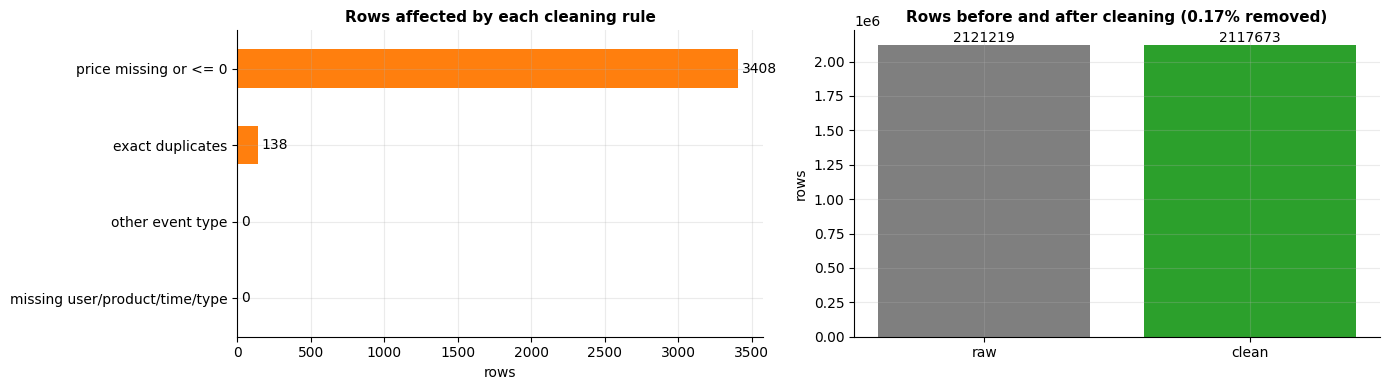 Rows affected by each cleaning rule
price missing or <= 0
3408
exact duplicates
138
other event type
0
missing user/product/time/type
0
0 500 1000 1500 2000 2500 3000 3500
rows
Rows before and after cleaning (0.17% removed)
1e6
2121219 2117673
2.00
1.75
1.50
1.25
1.00
0.75
0.50
0.25
0.00
rows
raw clean